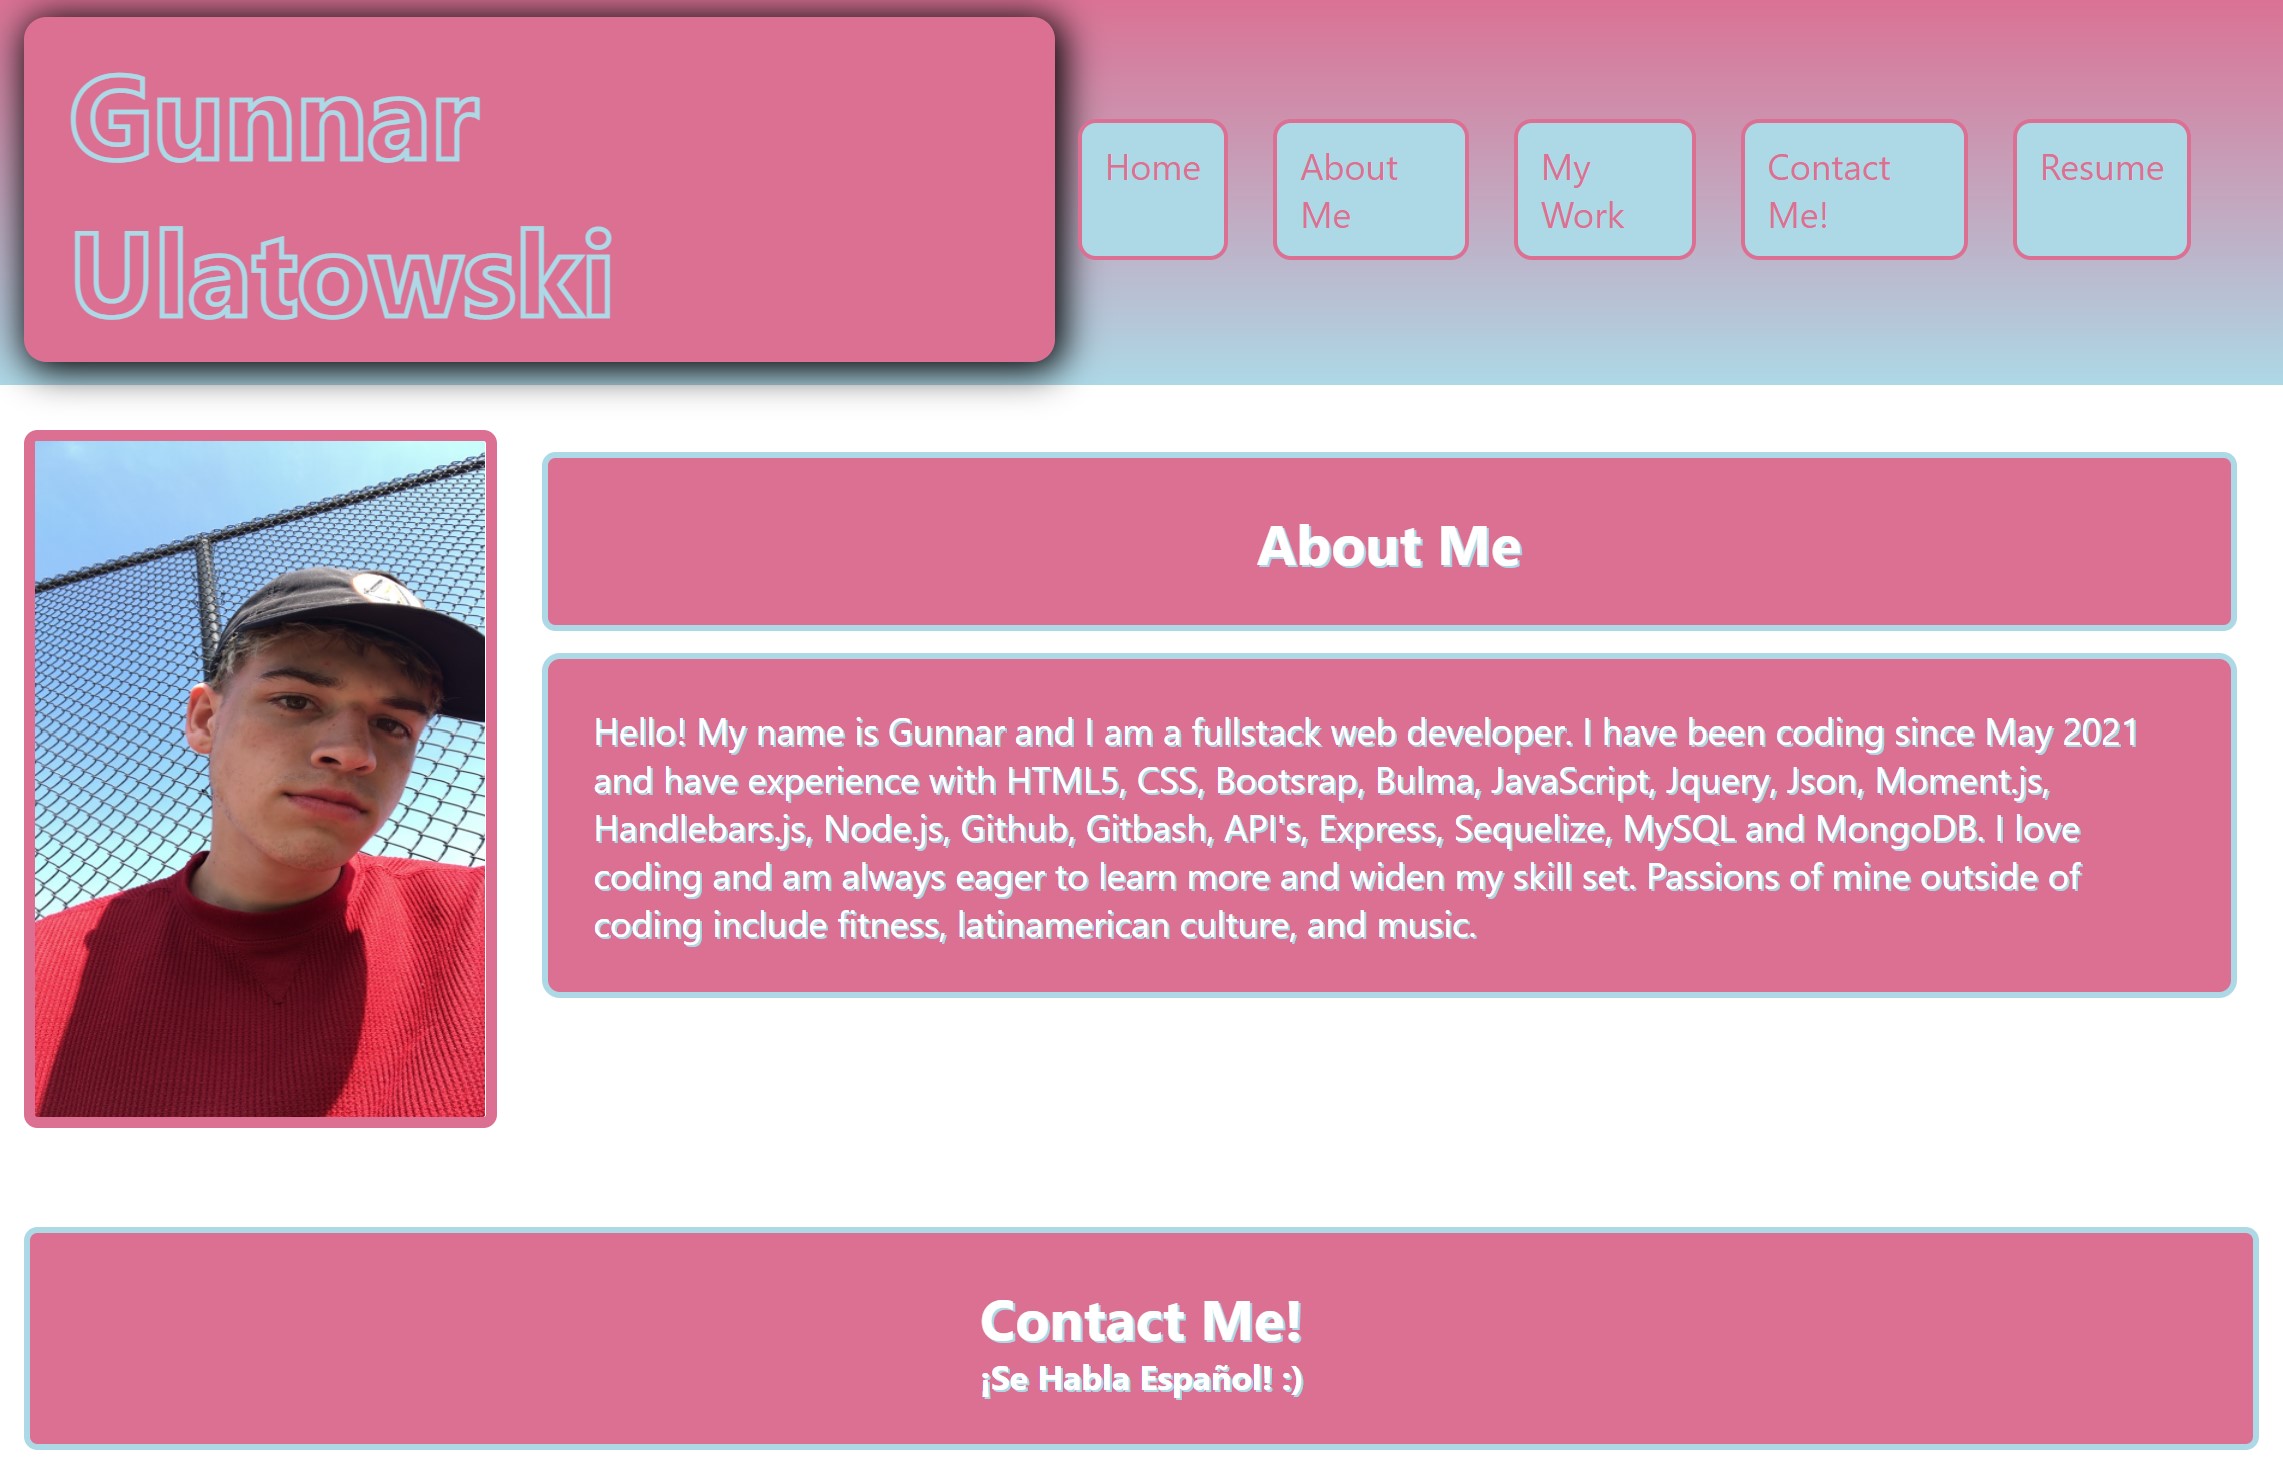 Gunnar
Ulatowski
Home
About
Me
My
Work
Contact
Me!
Resume
About Me
Hello! My name is Gunnar and I am a fullstack web developer. I have been coding since May 2021
and have experience with HTML5, CSS, Bootsrap, Bulma, JavaScript, Jquery, Json, Moment.js,
Handlebars.js, Node.js, Github, Gitbash, API's, Express, Sequelize, MySQL and MongoDB. I love
coding and am always eager to learn more and widen my skill set. Passions of mine outside of
coding include fitness, latinamerican culture, and music.
Contact Me!
¡Se Habla Español! :)